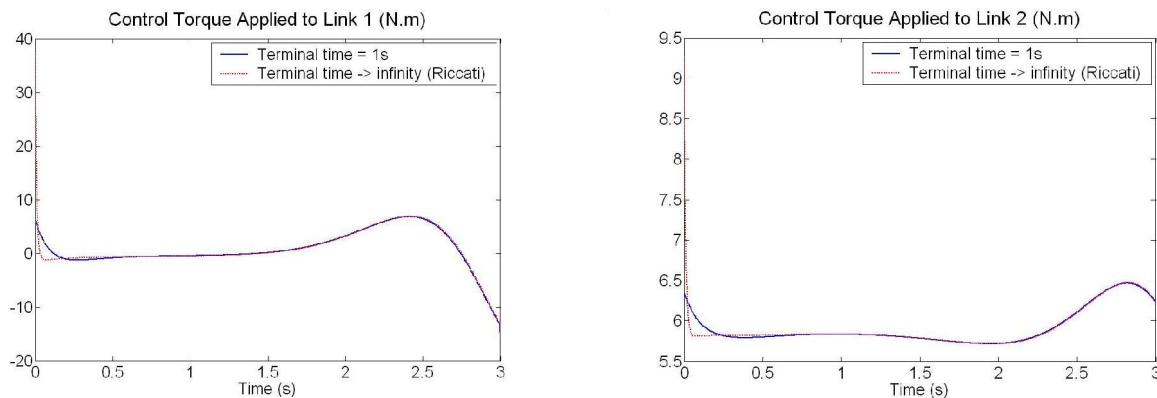 Control Torque Applied to Link 1 (N.m)
40
30
20
10
0
-10
-20
Terminal time = 1s
Terminal time -> infinity (Riccati)
0 0.5 1 1.5 2 2.5 3
Time (s)
Control Torque Applied to Link 2 (N.m)
9.5
9
8.5
8
7.5
7
6.5
6
5.5
Terminal time = 1s
Terminal time -> infinity (Riccati)
0 0.5 1 1.5 2 2.5 3
Time (s)